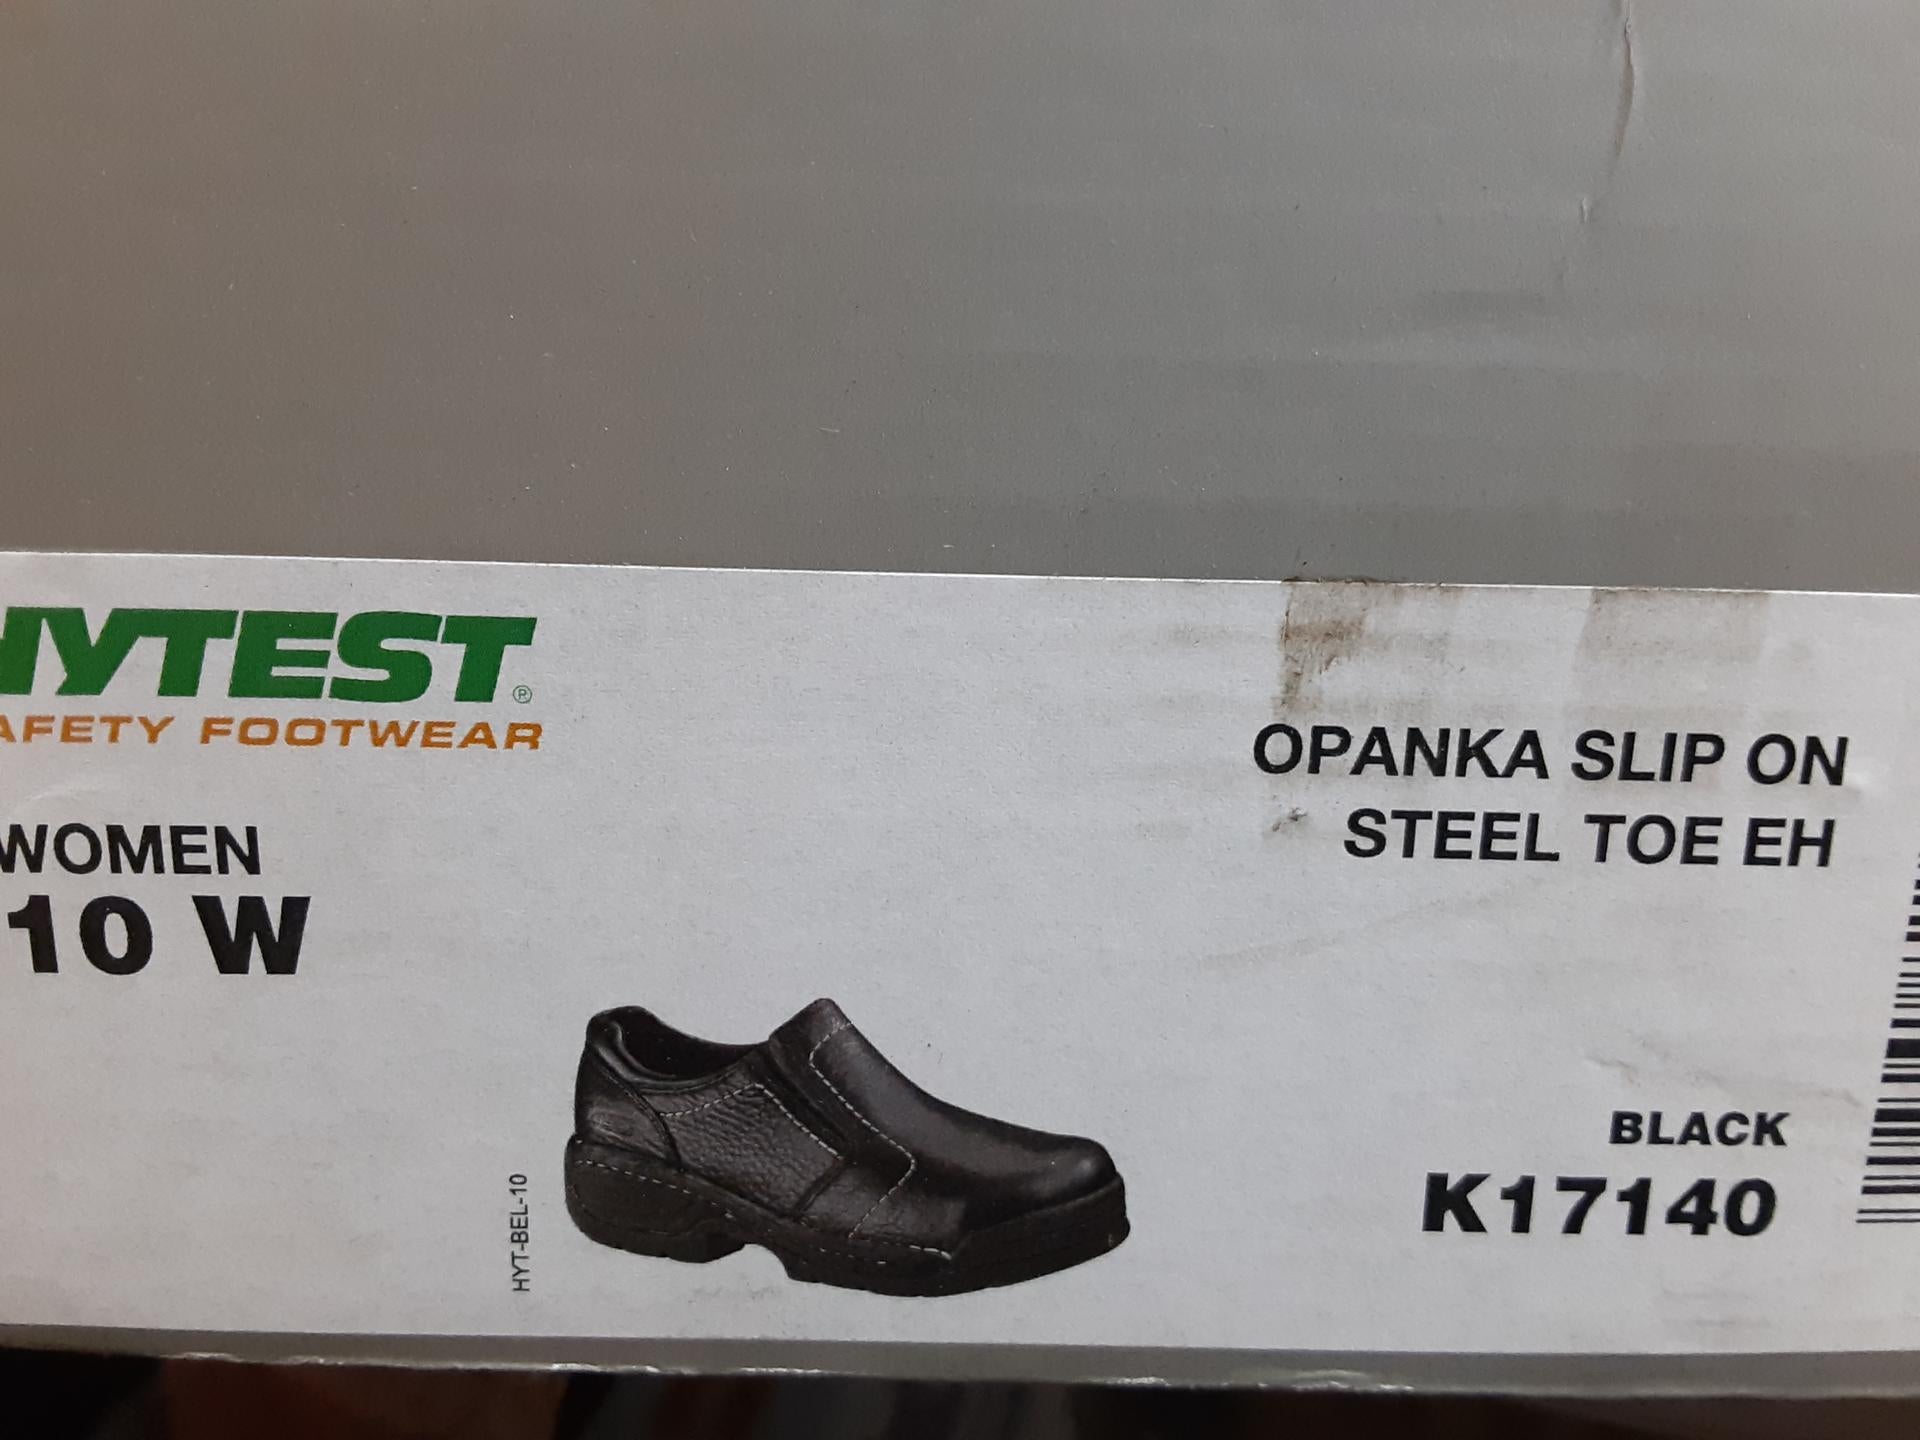 HYTEST®
SAFETY FOOTWEAR
OPANKA SLIP ON
STEEL TOE EH
WOMEN
10 W
HYT-BEL-10
BLACK
K17140